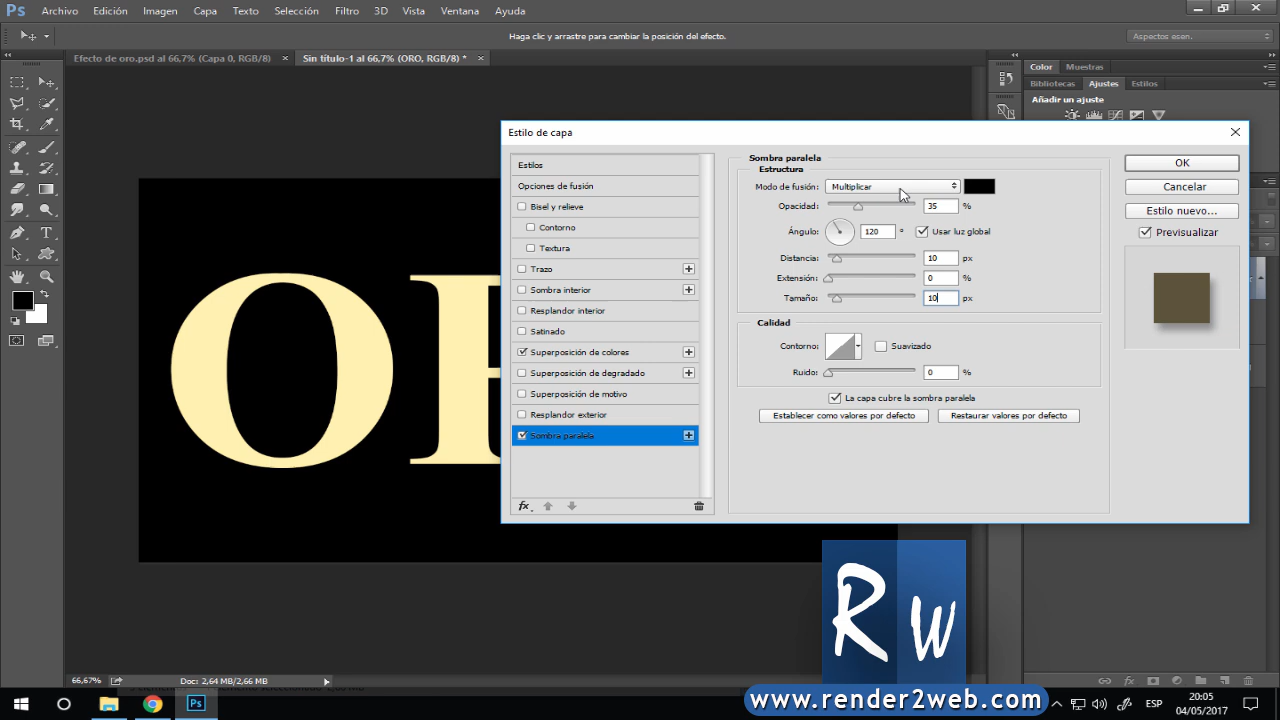 Ps Archivo Edición Imagen Capa Texto Selección Filtro 3D Vista Ventana Ayuda
Haga clic y arrastre para cambiar la posición del efecto.
Aspectos esen.
Efecto de oro.psd al 66,7% (Capa 0, RGB/8) ×
Sin título-1 al 66,7% (ORO, RGB/8) * ×
Color Muestras
Bibliotecas Ajustes Estilos
Añadir un ajuste
Estilo de capa
Estilos
Opciones de fusión
Bisel y relieve
Contorno
Textura
Trazo
Sombra interior
Resplandor interior
Satinado
Superposición de colores
Superposición de degradado
Superposición de motivo
Resplandor exterior
Sombra paralela
fx
Sombra paralela
Estructura
Modo de fusión: Multiplicar
Opacidad: 35 %
Ángulo: 120 ° Usar luz global
Distancia: 10 px
Extensión: 0 %
Tamaño: 10 px
Calidad
Contorno: Suavizado
Ruido: 0 %
La capa cubre la sombra paralela
Establecer como valores por defecto Restaurar valores por defecto
OK
Cancelar
Estilo nuevo...
Previsualizar
O
RW
www.render2web.com
66,67% Doc: 2,64 MB/2,66 MB
Ps
ESP
20:05
04/05/2017